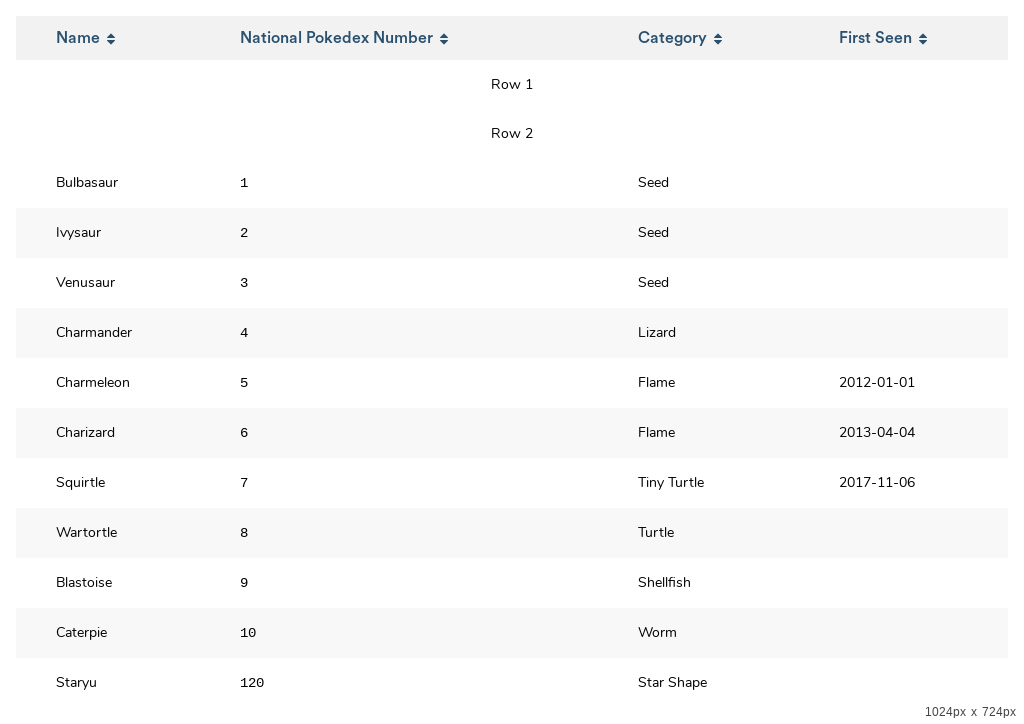 Name National Pokedex Number Category First Seen
Row 1
Row 2
Bulbasaur 1 Seed
Ivysaur 2 Seed
Venusaur 3 Seed
Charmander 4 Lizard
Charmeleon 5 Flame 2012-01-01
Charizard 6 Flame 2013-04-04
Squirtle 7 Tiny Turtle 2017-11-06
Wartortle 8 Turtle
Blastoise 9 Shellfish
Caterpie 10 Worm
Staryu 120 Star Shape
1024px x 724px